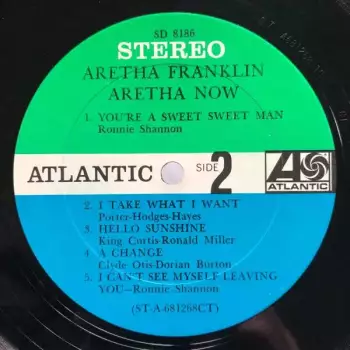 SD 8186
STEREO
ARETHA FRANKLIN
ARETHA NOW
1. YOU'RE A SWEET SWEET MAN
Ronnie Shannon
ATLANTIC SIDE 2 ATLANTIC
2. I TAKE WHAT I WANT
Porter-Hodges-Hayes
3. HELLO SUNSHINE
King Curtis-Ronald Miller
4. A CHANGE
Clyde Otis-Dorian Burton
5. I CAN'T SEE MYSELF LEAVING
YOU—Ronnie Shannon
(ST-A-681268CT)